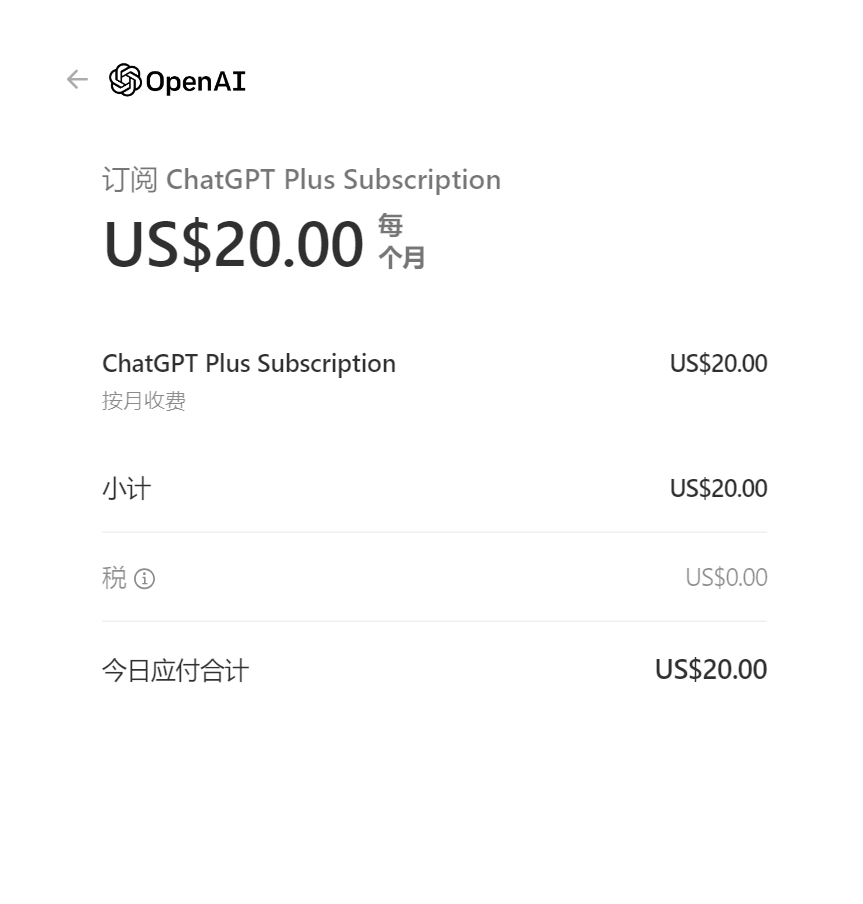 OpenAI
订阅 ChatGPT Plus Subscription
US$20.00 每
个月
ChatGPT Plus Subscription US$20.00
按月收费
小计 US$20.00
税 US$0.00
今日应付合计 US$20.00